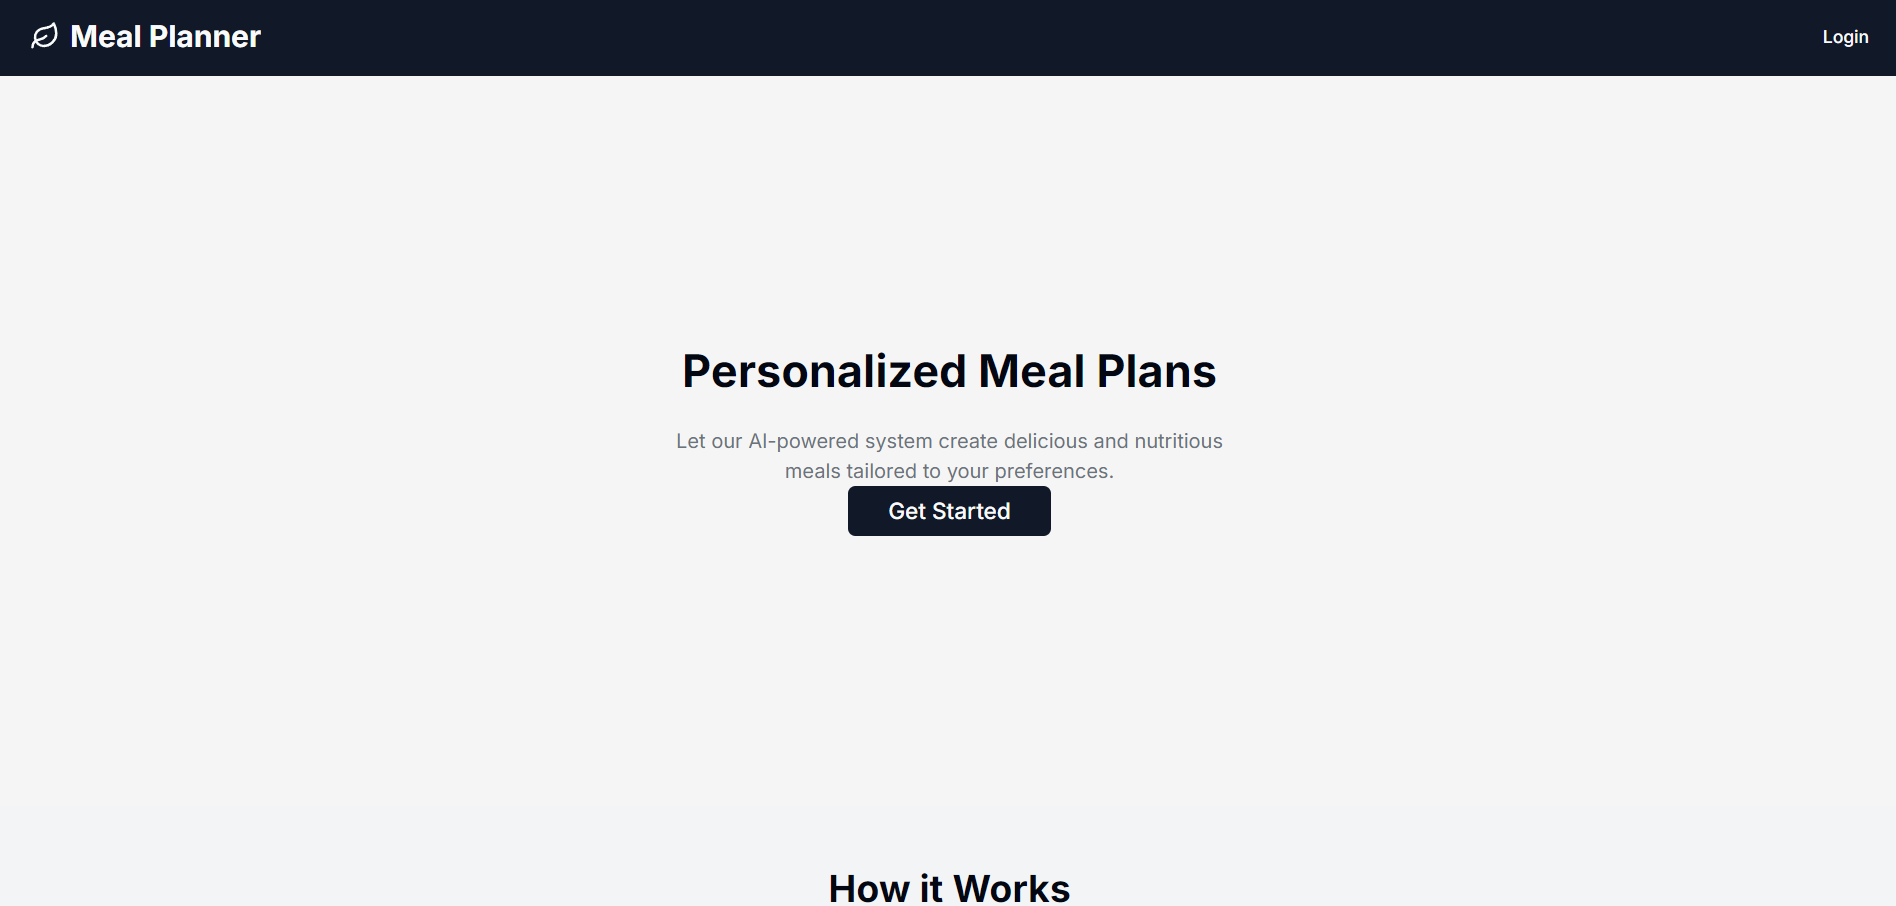 Meal Planner
Login
Personalized Meal Plans
Let our AI-powered system create delicious and nutritious
meals tailored to your preferences.
Get Started
How it Works